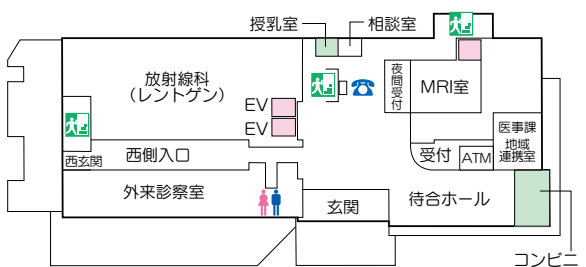 授乳室
相談室
放射線科
（レントゲン）
夜間受付
MRI室
EV
EV
医事課
地域
連携室
西玄関
西側入口
受付
ATM
外来診察室
玄関
待合ホール
コンビニ